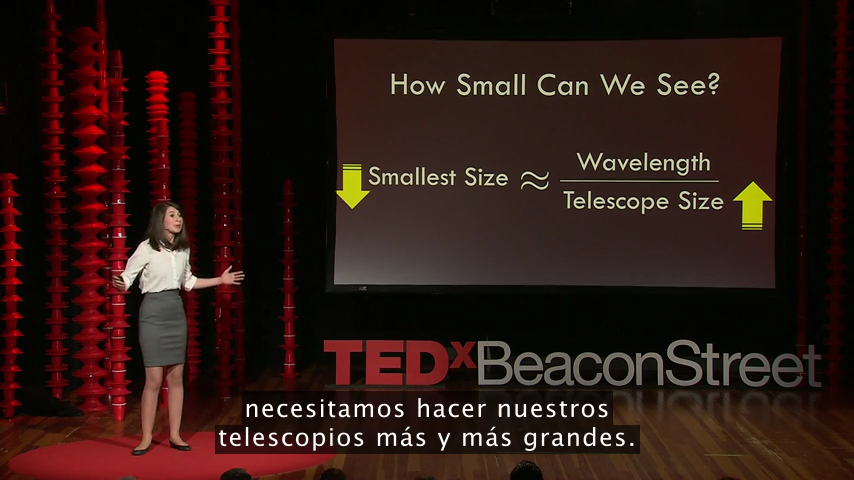 How Small Can We See?
Smallest Size ≈ Wavelength
Telescope Size
TEDxBeaconStreet
necesitamos hacer nuestros
telescopios más y más grandes.